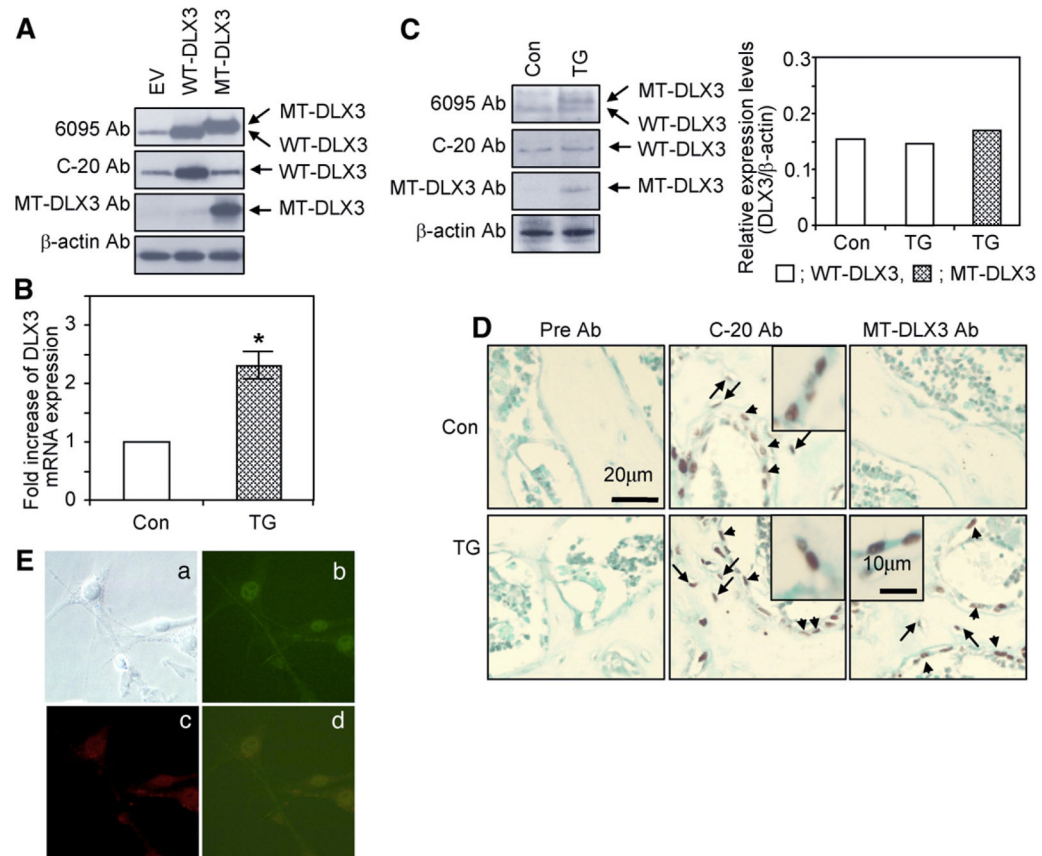 A
EV
WT-DLX3
MT-DLX3
6095 Ab
MT-DLX3
WT-DLX3
C-20 Ab
WT-DLX3
MT-DLX3 Ab
MT-DLX3
β-actin Ab
B
Fold increase of DLX3
mRNA expression
3
2
1
0
*
Con
TG
C
Con
TG
6095 Ab
MT-DLX3
WT-DLX3
C-20 Ab
WT-DLX3
MT-DLX3 Ab
MT-DLX3
β-actin Ab
Relative expression levels
(DLX3/β-actin)
0.3
0.2
0.1
0
Con
TG
TG
; WT-DLX3, ; MT-DLX3
D
Pre Ab
C-20 Ab
MT-DLX3 Ab
Con
20μm
TG
10μm
E
a
b
c
d